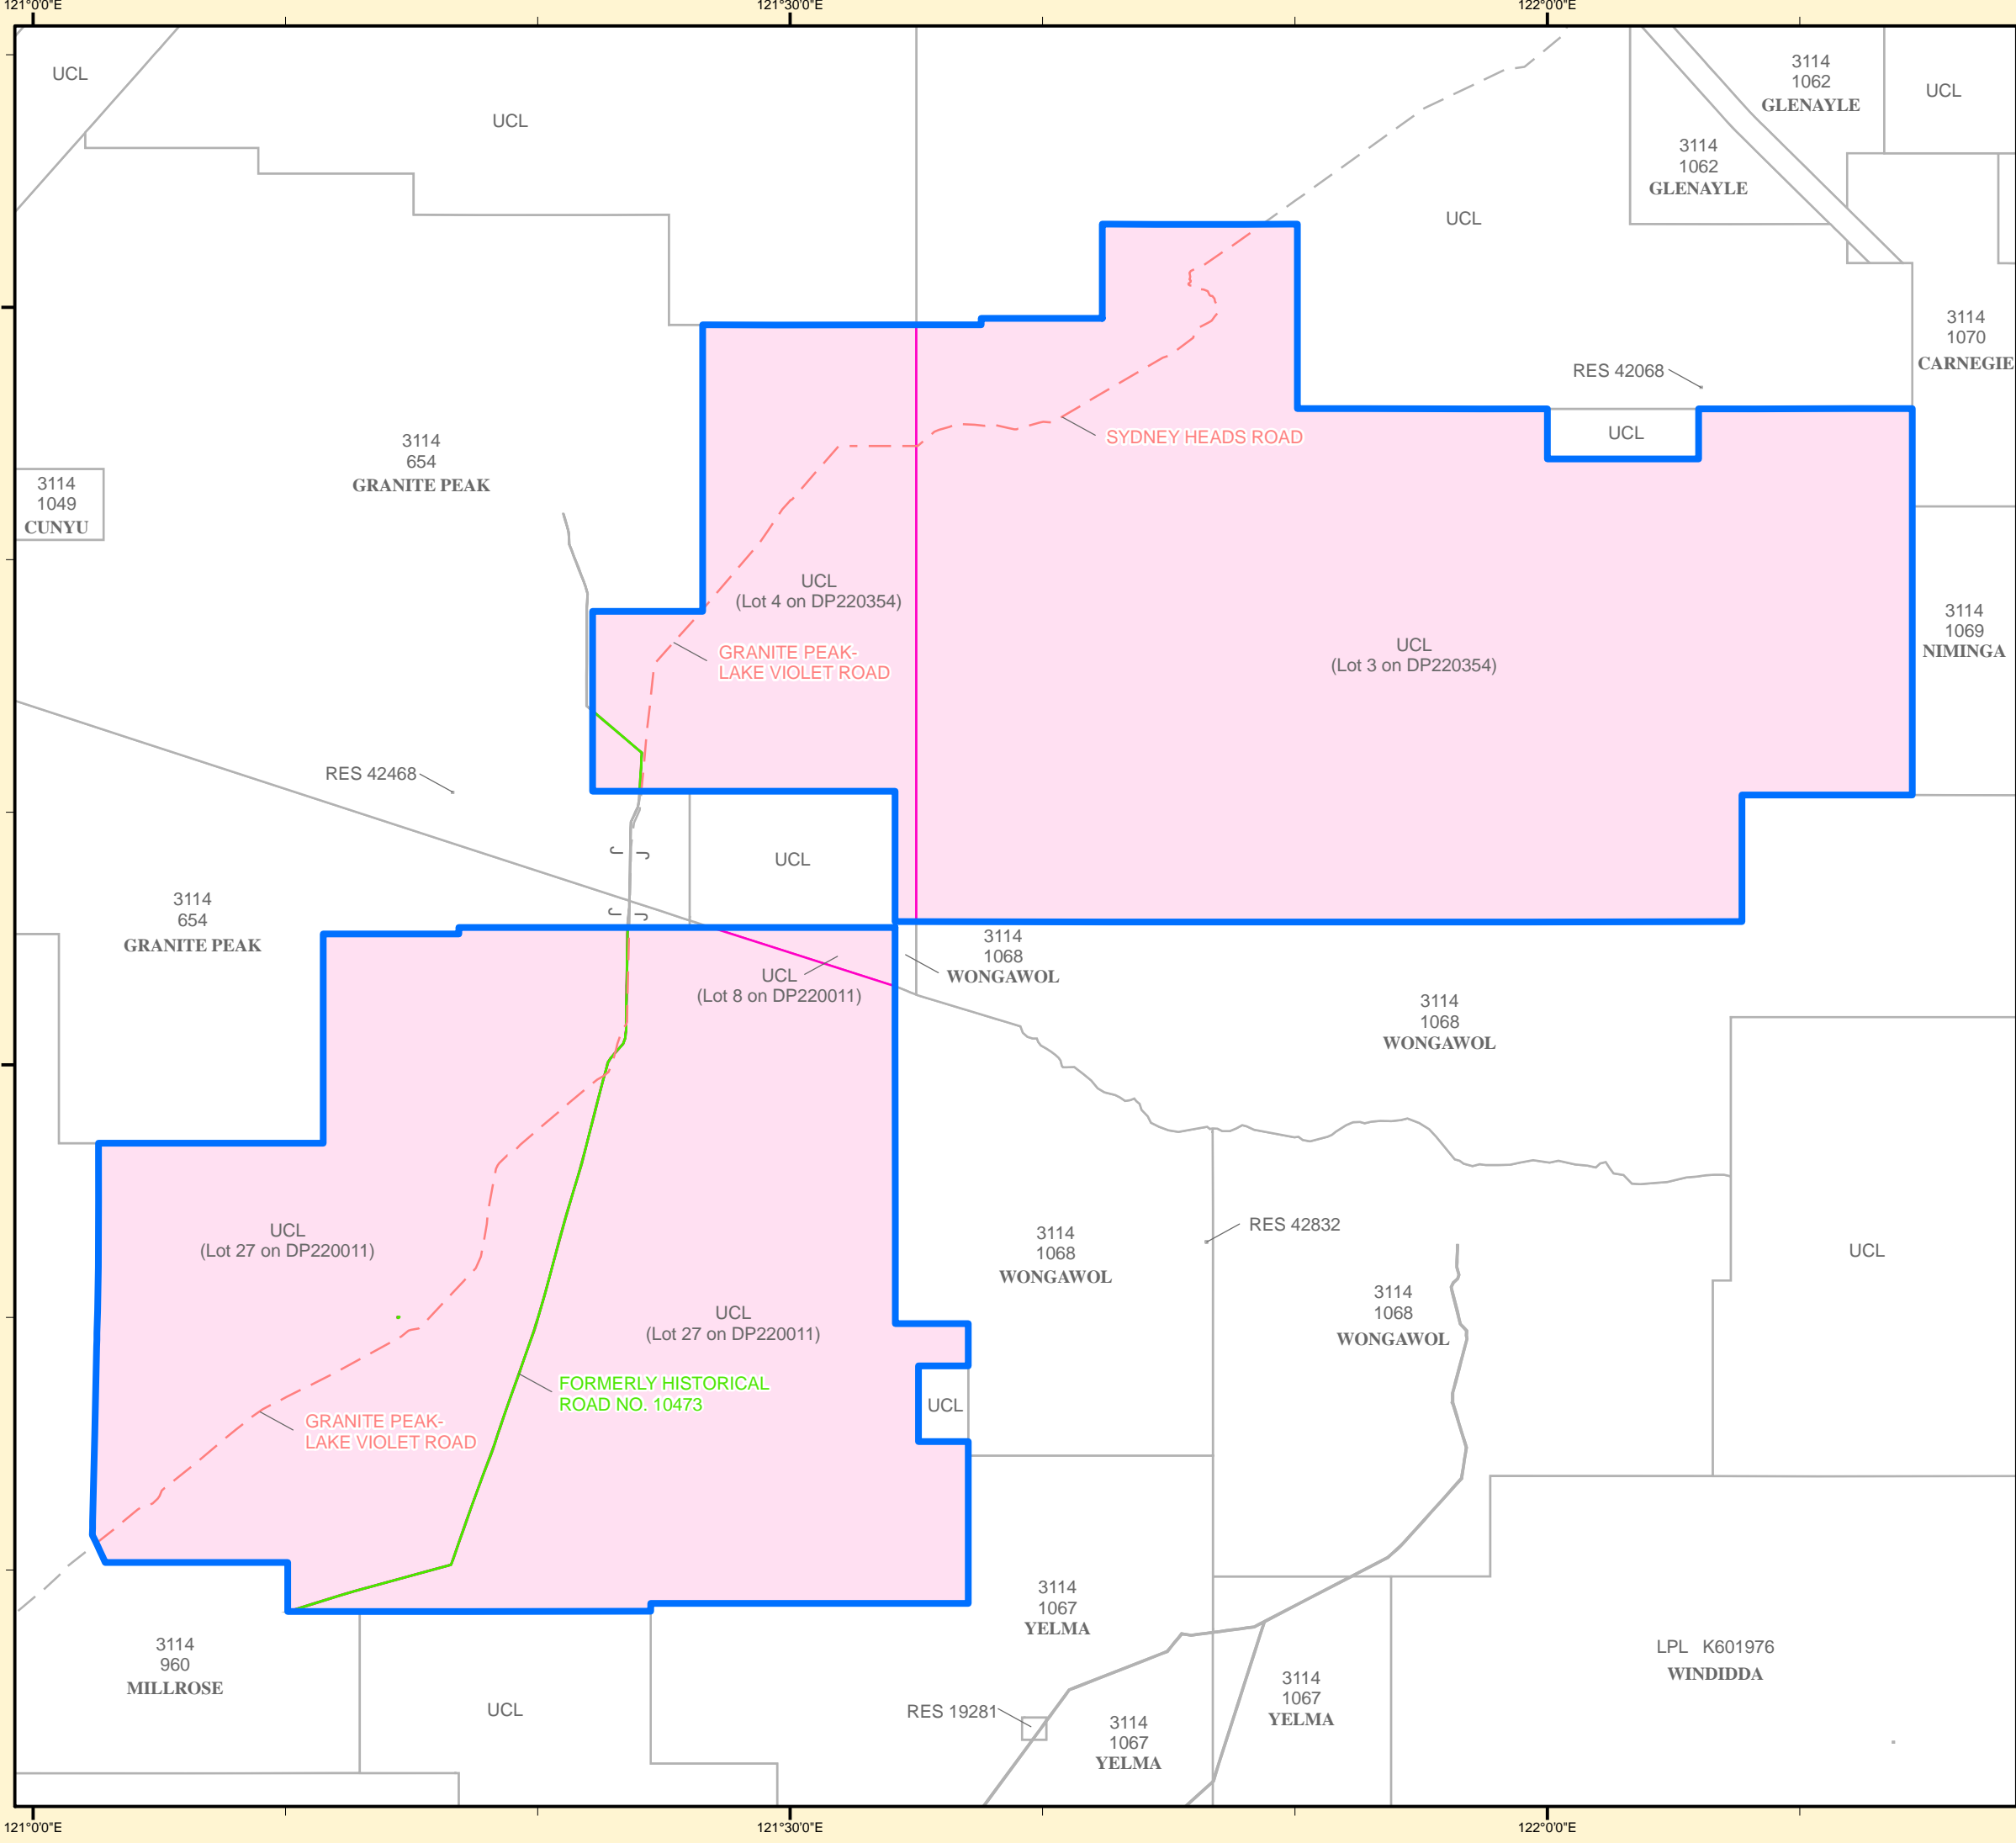 121°0'0"E
121°30'0"E
122°0'0"E
UCL
UCL
3114
1062
GLENAYLE
UCL
3114
1062
GLENAYLE
UCL
3114
1070
CARNEGIE
RES 42068
UCL
SYDNEY HEADS ROAD
3114
654
GRANITE PEAK
3114
1049
CUNYU
UCL
(Lot 4 on DP220354)
GRANITE PEAK-
LAKE VIOLET ROAD
UCL
(Lot 3 on DP220354)
3114
1069
NIMINGA
RES 42468
UCL
3114
654
GRANITE PEAK
3114
1068
WONGAWOL
UCL
(Lot 8 on DP220011)
3114
1068
WONGAWOL
UCL
(Lot 27 on DP220011)
3114
1068
WONGAWOL
RES 42832
UCL
3114
1068
WONGAWOL
UCL
(Lot 27 on DP220011)
FORMERLY HISTORICAL
ROAD NO. 10473
UCL
GRANITE PEAK-
LAKE VIOLET ROAD
3114
1067
YELMA
3114
960
MILLROSE
UCL
RES 19281
3114
1067
YELMA
3114
1067
YELMA
LPL K601976
WINDIDDA
121°0'0"E
121°30'0"E
122°0'0"E